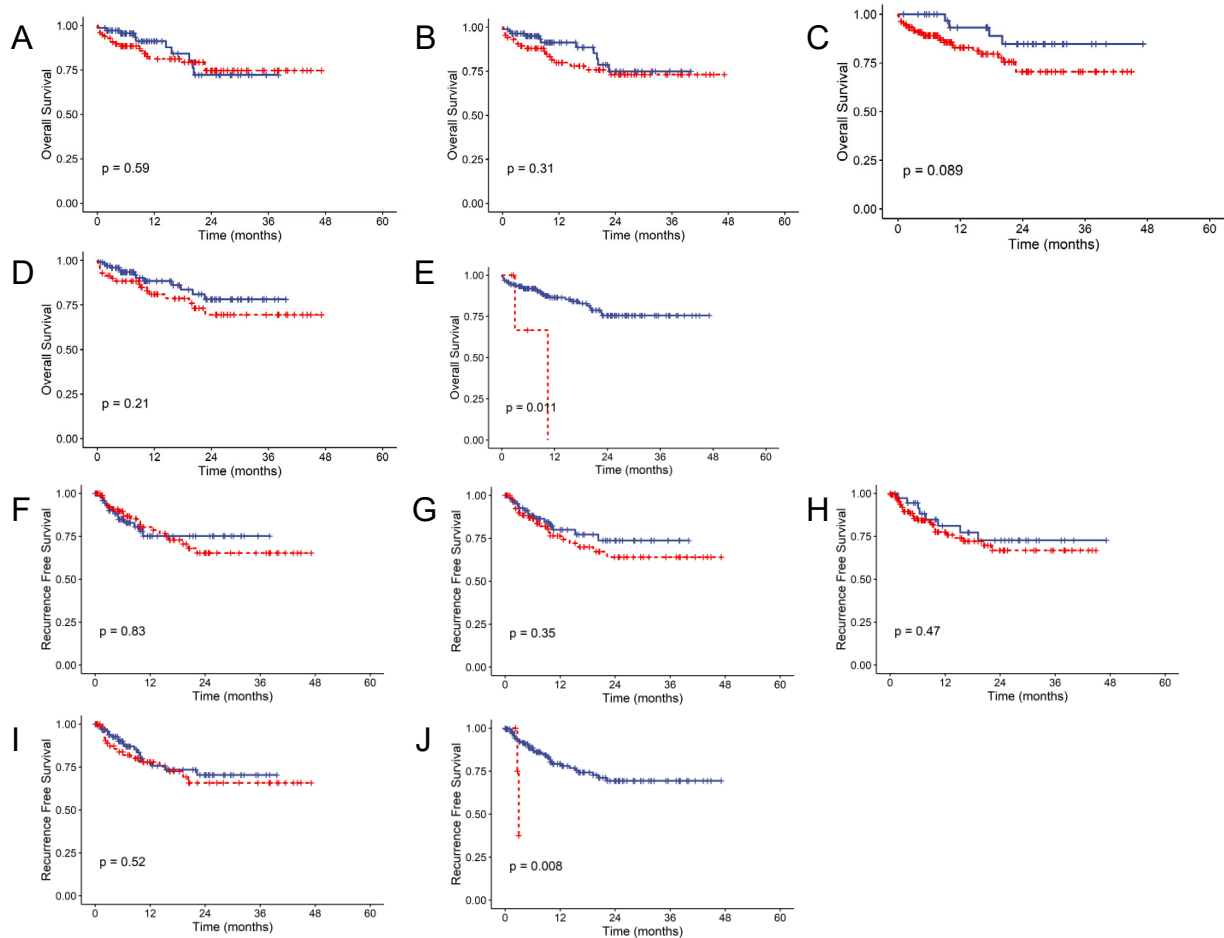 A
Overall Survival
1.00
0.75
0.50
0.25
0.00
p = 0.59
0 12 24 36 48 60
Time (months)
B
Overall Survival
1.00
0.75
0.50
0.25
0.00
p = 0.31
0 12 24 36 48 60
Time (months)
C
Overall Survival
1.00
0.75
0.50
0.25
0.00
p = 0.089
0 12 24 36 48 60
Time (months)
D
Overall Survival
1.00
0.75
0.50
0.25
0.00
p = 0.21
0 12 24 36 48 60
Time (months)
E
Overall Survival
1.00
0.75
0.50
0.25
0.00
p = 0.011
0 12 24 36 48 60
Time (months)
F
Recurrence Free Survival
1.00
0.75
0.50
0.25
0.00
p = 0.83
0 12 24 36 48 60
Time (months)
G
Recurrence Free Survival
1.00
0.75
0.50
0.25
0.00
p = 0.35
0 12 24 36 48 60
Time (months)
H
Recurrence Free Survival
1.00
0.75
0.50
0.25
0.00
p = 0.47
0 12 24 36 48 60
Time (months)
I
Recurrence Free Survival
1.00
0.75
0.50
0.25
0.00
p = 0.52
0 12 24 36 48 60
Time (months)
J
Recurrence Free Survival
1.00
0.75
0.50
0.25
0.00
p = 0.008
0 12 24 36 48 60
Time (months)